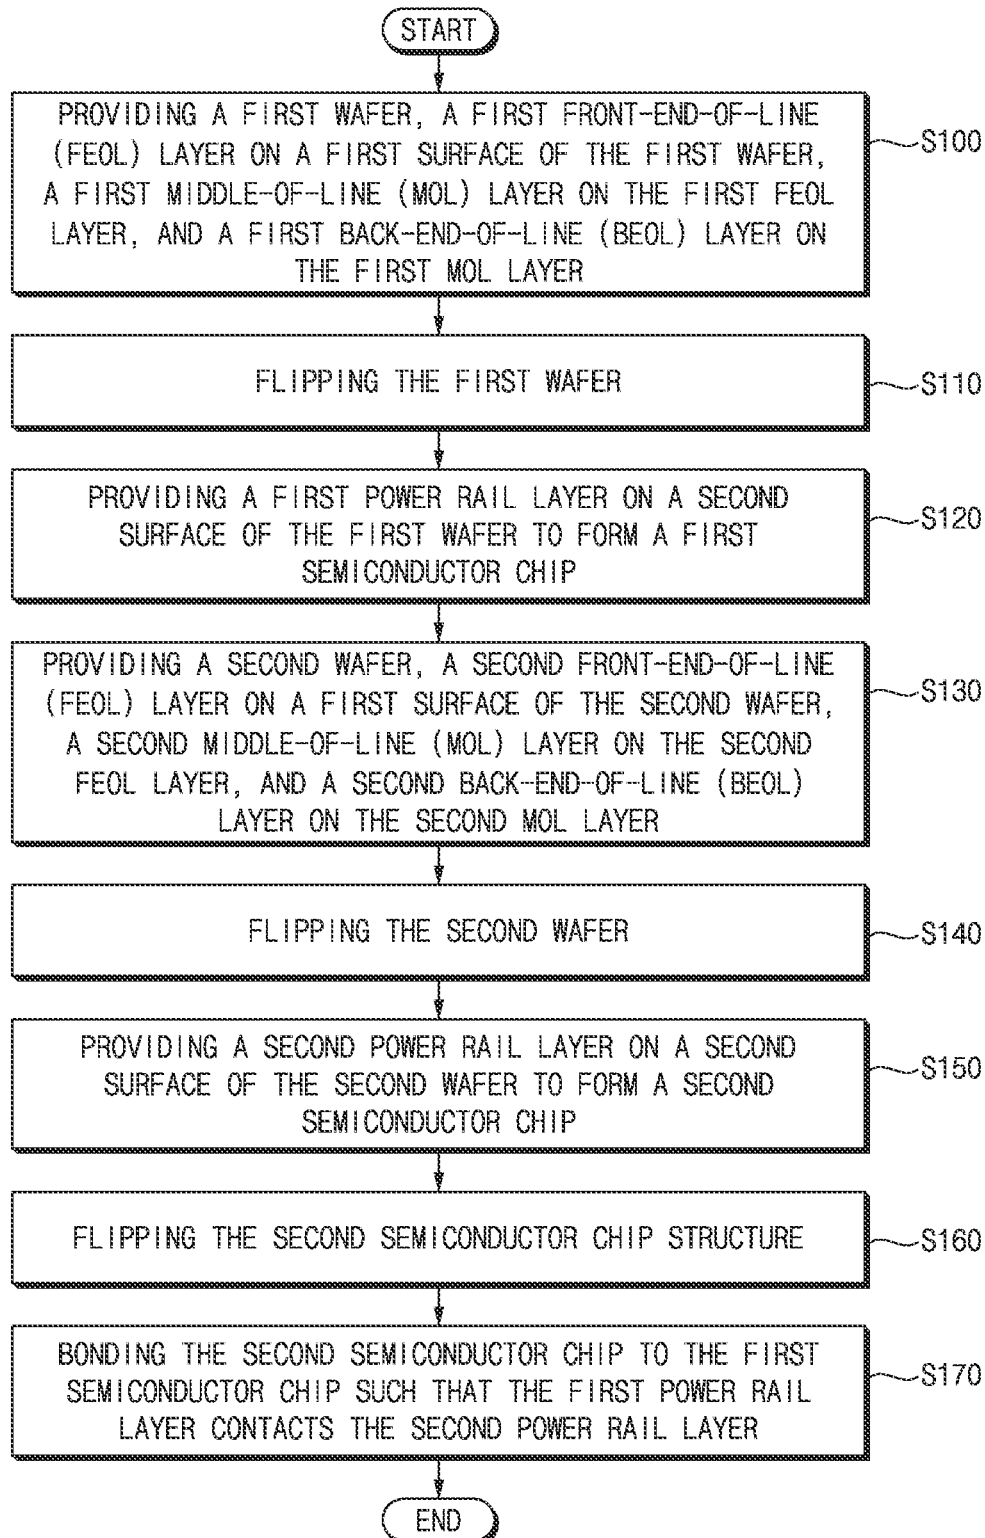 START
PROVIDING A FIRST WAFER, A FIRST FRONT-END-OF-LINE
(FEOL) LAYER ON A FIRST SURFACE OF THE FIRST WAFER,
A FIRST MIDDLE-OF-LINE (MOL) LAYER ON THE FIRST FEOL
LAYER, AND A FIRST BACK-END-OF-LINE (BEOL) LAYER ON
THE FIRST MOL LAYER
S100
FLIPPING THE FIRST WAFER
S110
PROVIDING A FIRST POWER RAIL LAYER ON A SECOND
SURFACE OF THE FIRST WAFER TO FORM A FIRST
SEMICONDUCTOR CHIP
S120
PROVIDING A SECOND WAFER, A SECOND FRONT-END-OF-LINE
(FEOL) LAYER ON A FIRST SURFACE OF THE SECOND WAFER,
A SECOND MIDDLE-OF-LINE (MOL) LAYER ON THE SECOND
FEOL LAYER, AND A SECOND BACK-END-OF-LINE (BEOL)
LAYER ON THE SECOND MOL LAYER
S130
FLIPPING THE SECOND WAFER
S140
PROVIDING A SECOND POWER RAIL LAYER ON A SECOND
SURFACE OF THE SECOND WAFER TO FORM A SECOND
SEMICONDUCTOR CHIP
S150
FLIPPING THE SECOND SEMICONDUCTOR CHIP STRUCTURE
S160
BONDING THE SECOND SEMICONDUCTOR CHIP TO THE FIRST
SEMICONDUCTOR CHIP SUCH THAT THE FIRST POWER RAIL
LAYER CONTACTS THE SECOND POWER RAIL LAYER
S170
END